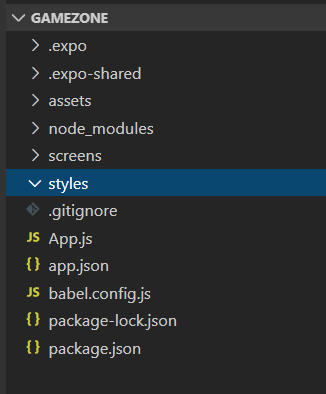 GAMEZONE
.expo
.expo-shared
assets
node_modules
screens
styles
.gitignore
JS App.js
{ } app.json
JS babel.config.js
{ } package-lock.json
{ } package.json